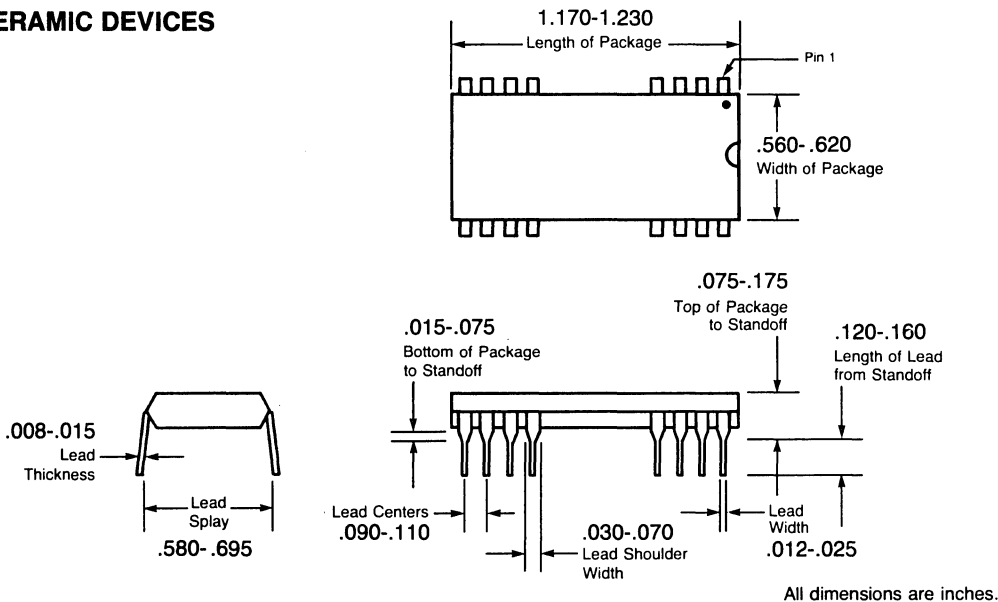 ERAMIC DEVICES
1.170-1.230
Length of Package
Pin 1
.560-.620
Width of Package
.075-.175
Top of Package
to Standoff
.015-.075
Bottom of Package
to Standoff
.120-.160
Length of Lead
from Standoff
.008-.015
Lead
Thickness
Lead
Splay
.580-.695
Lead Centers
.090-.110
.030-.070
Lead Shoulder
Width
Lead
Width
.012-.025
All dimensions are inches.